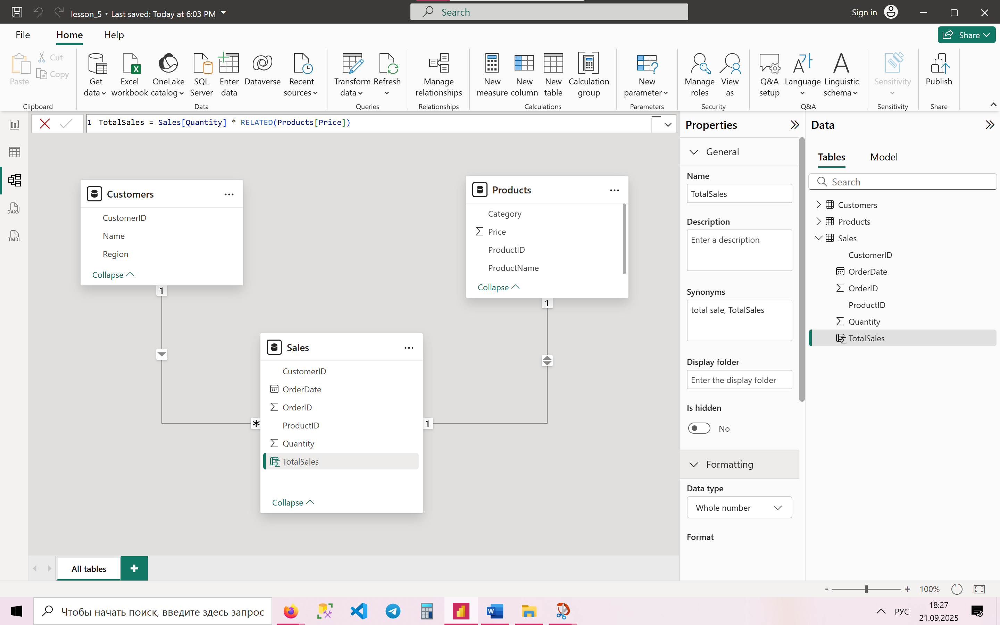 lesson_5 • Last saved: Today at 6:03 PM
Search
Sign in
File
Home
Help
Share
Paste
Cut
Copy
Clipboard
Get data
Excel workbook
OneLake catalog
SQL Server
Enter data
Dataverse
Recent sources
Data
Transform data
Refresh
Queries
Manage relationships
Relationships
New measure
New column
New table
Calculation group
Calculations
New parameter
Parameters
Manage roles
View as
Security
Q&A setup
Language
Linguistic schema
Q&A
Sensitivity
Sensitivity
Publish
Share
1 TotalSales = Sales[Quantity] * RELATED(Products[Price])
DAX
TMDL
Customers
CustomerID
Name
Region
Collapse
1
Products
Category
Price
ProductID
ProductName
Collapse
1
Sales
CustomerID
OrderDate
OrderID
ProductID
Quantity
TotalSales
Collapse
*
1
All tables
Properties
General
Name
TotalSales
Description
Enter a description
Synonyms
total sale, TotalSales
Display folder
Enter the display folder
Is hidden
No
Formatting
Data type
Whole number
Format
Data
Tables
Model
Search
Customers
Products
Sales
CustomerID
OrderDate
OrderID
ProductID
Quantity
TotalSales
- + 100%
Чтобы начать поиск, введите здесь запрос
РУС
18:27
21.09.2025